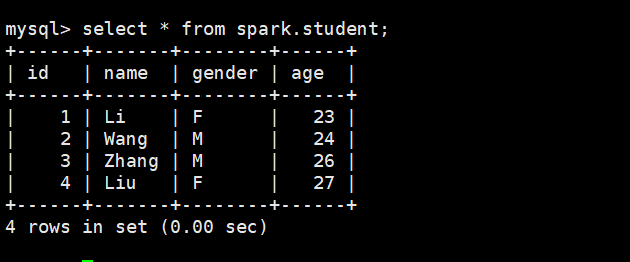 mysql> select * from spark.student;
+------+-------+--------+------+
| id   | name  | gender | age  |
+------+-------+--------+------+
|    1 | Li    | F      |   23 |
|    2 | Wang  | M      |   24 |
|    3 | Zhang | M      |   26 |
|    4 | Liu   | F      |   27 |
+------+-------+--------+------+
4 rows in set (0.00 sec)